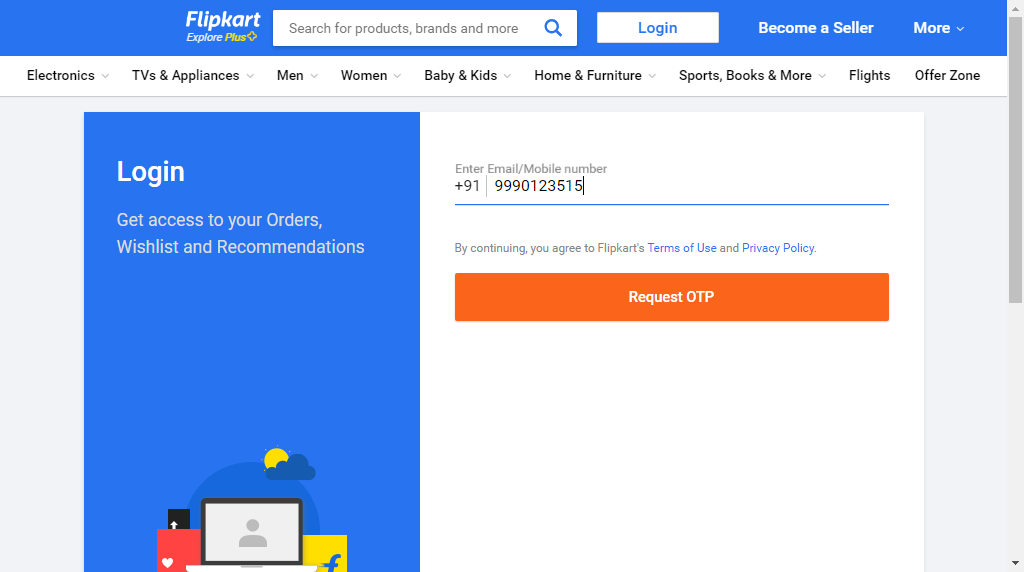 Flipkart
Explore Plus
Search for products, brands and more
Login
Become a Seller
More
Electronics
TVs & Appliances
Men
Women
Baby & Kids
Home & Furniture
Sports, Books & More
Flights
Offer Zone
Login
Get access to your Orders,
Wishlist and Recommendations
Enter Email/Mobile number
+91 9990123515
By continuing, you agree to Flipkart's Terms of Use and Privacy Policy.
Request OTP